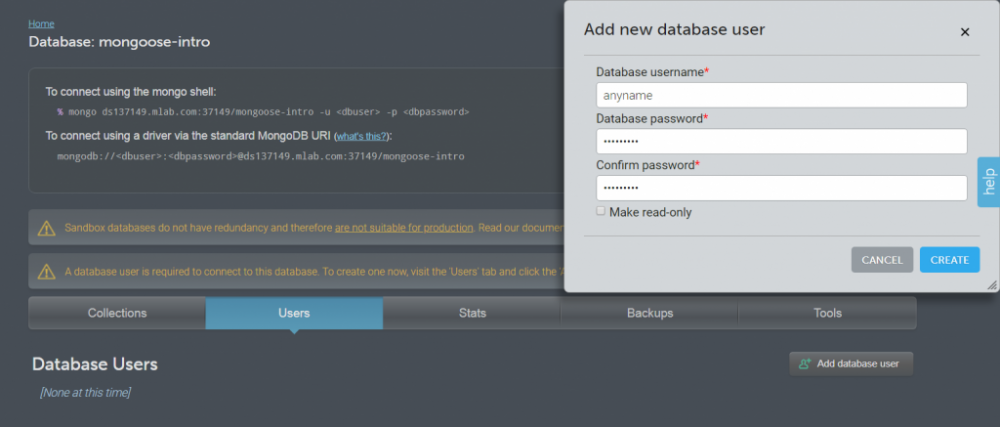 Home
Database: mongoose-intro
To connect using the mongo shell:
% mongo ds137149.mlab.com:37149/mongoose-intro -u <dbuser> -p <dbpassword>
To connect using a driver via the standard MongoDB URI (what's this?):
mongodb://<dbuser>:<dbpassword>@ds137149.mlab.com:37149/mongoose-intro
Sandbox databases do not have redundancy and therefore are not suitable for production. Read our documen
A database user is required to connect to this database. To create one now, visit the 'Users' tab and click the 'A
Collections
Users
Stats
Backups
Tools
Database Users
Add database user
[None at this time]
Add new database user
×
Database username*
anyname
Database password*
•••••••••
Confirm password*
•••••••••
Make read-only
CANCEL
CREATE
help